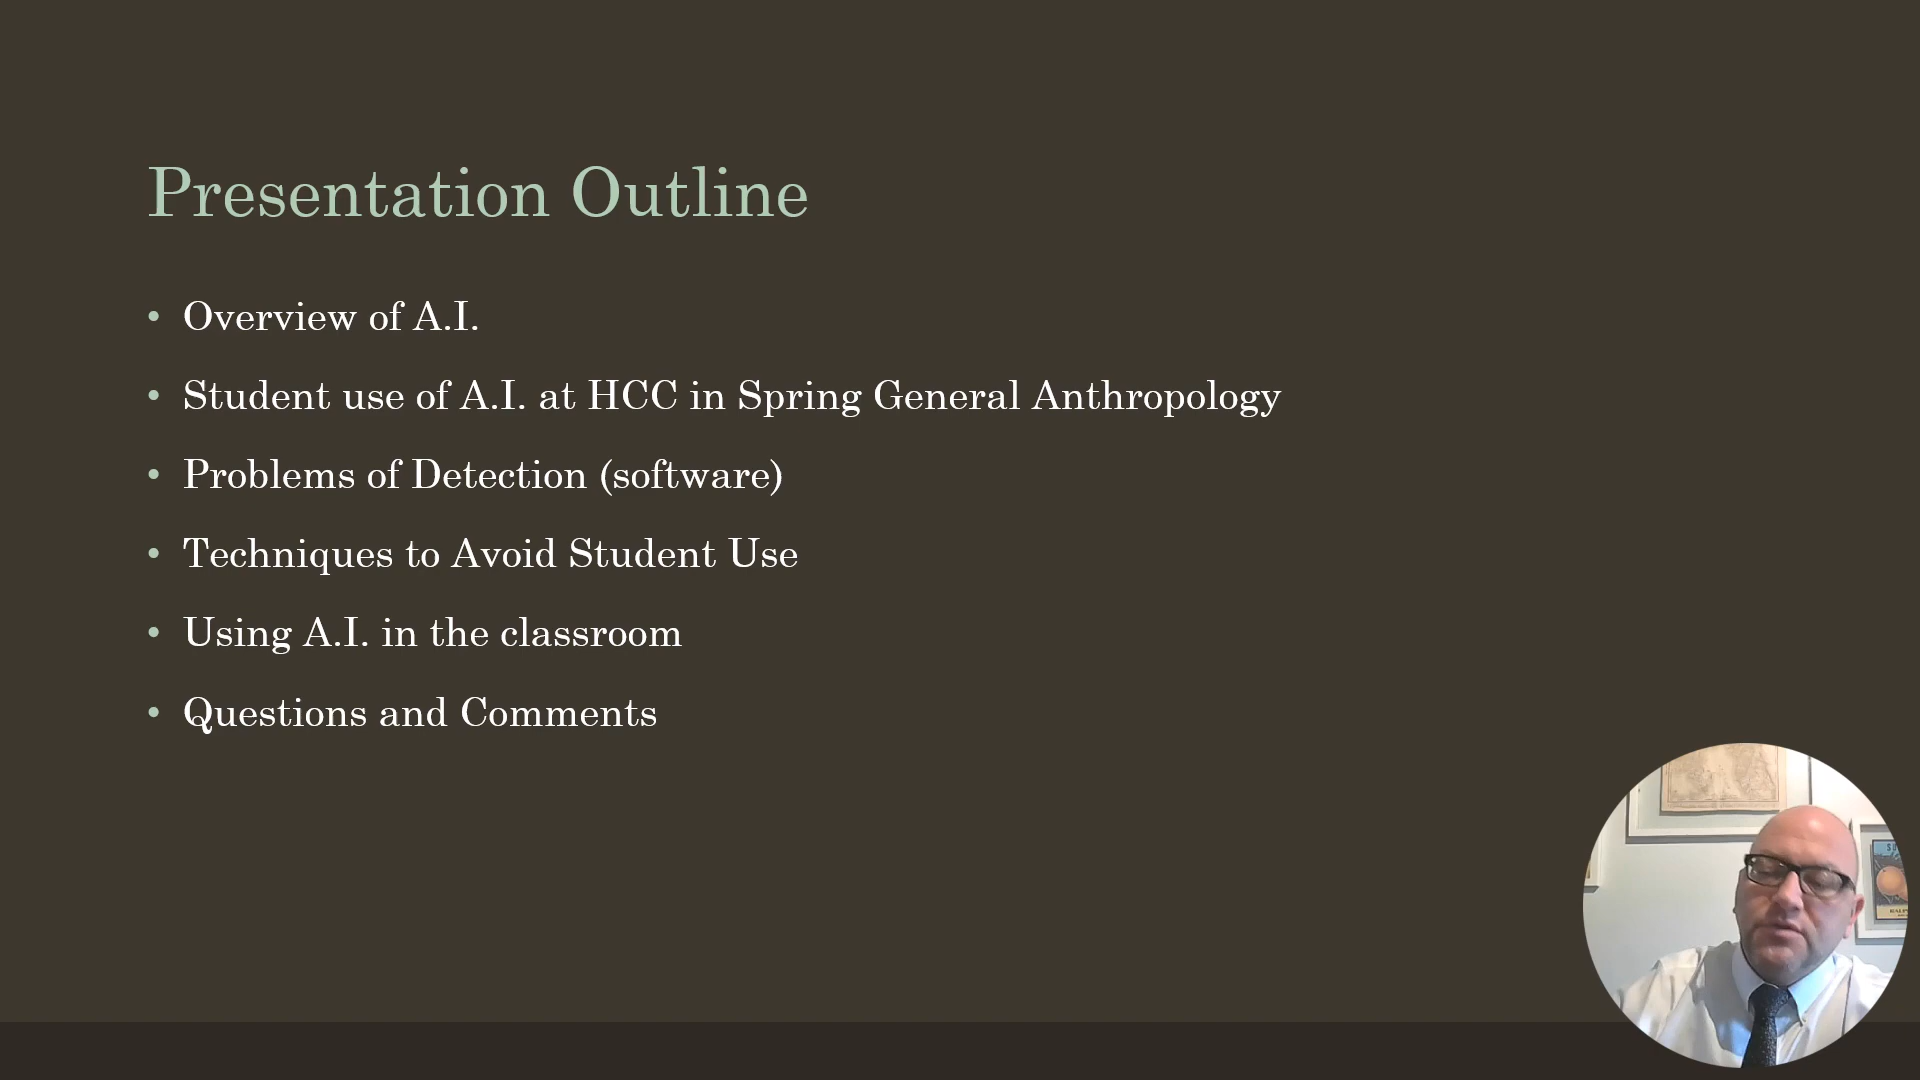 Presentation Outline
• Overview of A.I.
• Student use of A.I. at HCC in Spring General Anthropology
• Problems of Detection (software)
• Techniques to Avoid Student Use
• Using A.I. in the classroom
• Questions and Comments